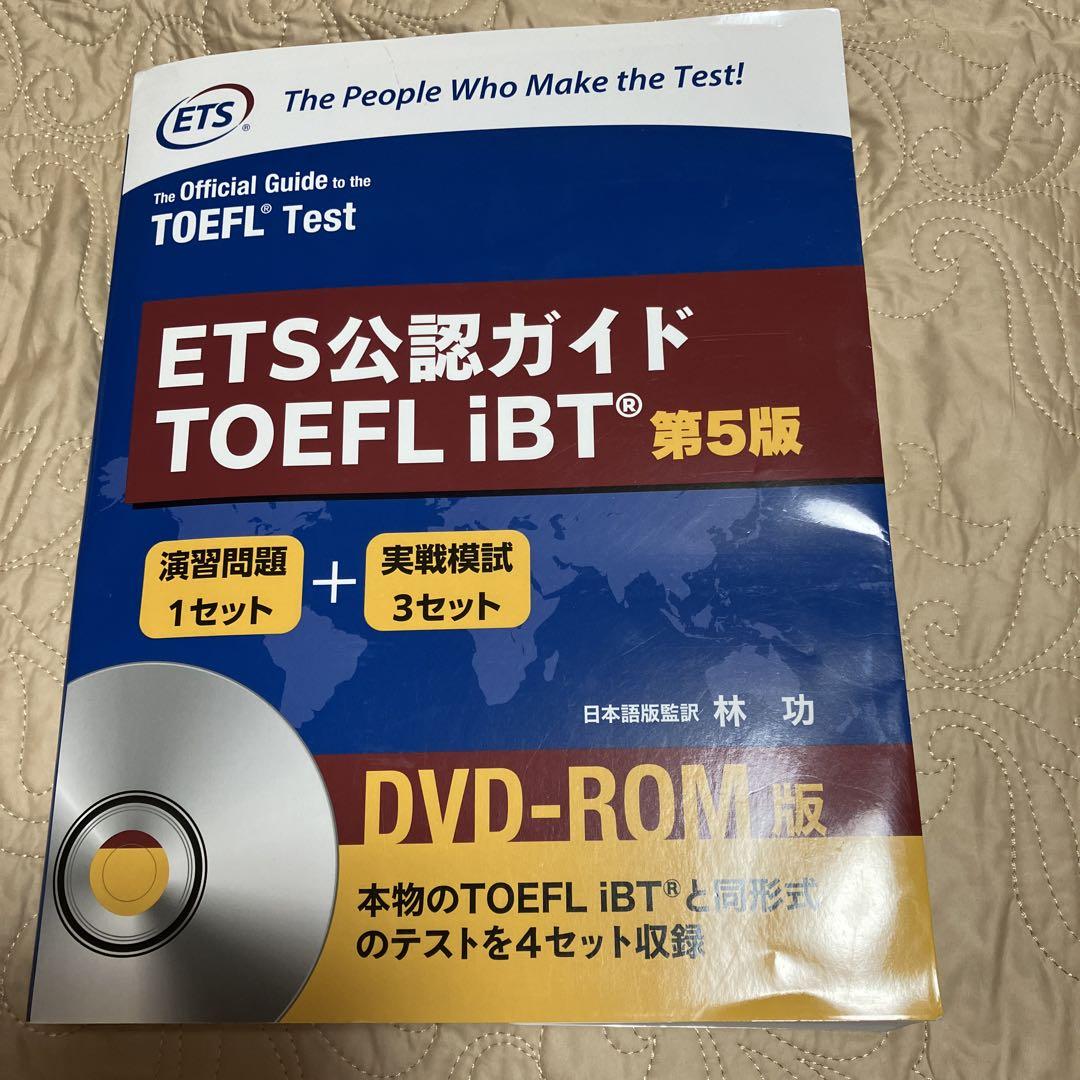 ETS®
The People Who Make the Test!
The Official Guide to the
TOEFL® Test
ETS公認ガイド
TOEFL iBT® 第5版
演習問題
1セット
+
実戦模試
3セット
日本語版監訳 林 功
DVD-ROM版
本物のTOEFL iBT®と同形式
のテストを4セット収録